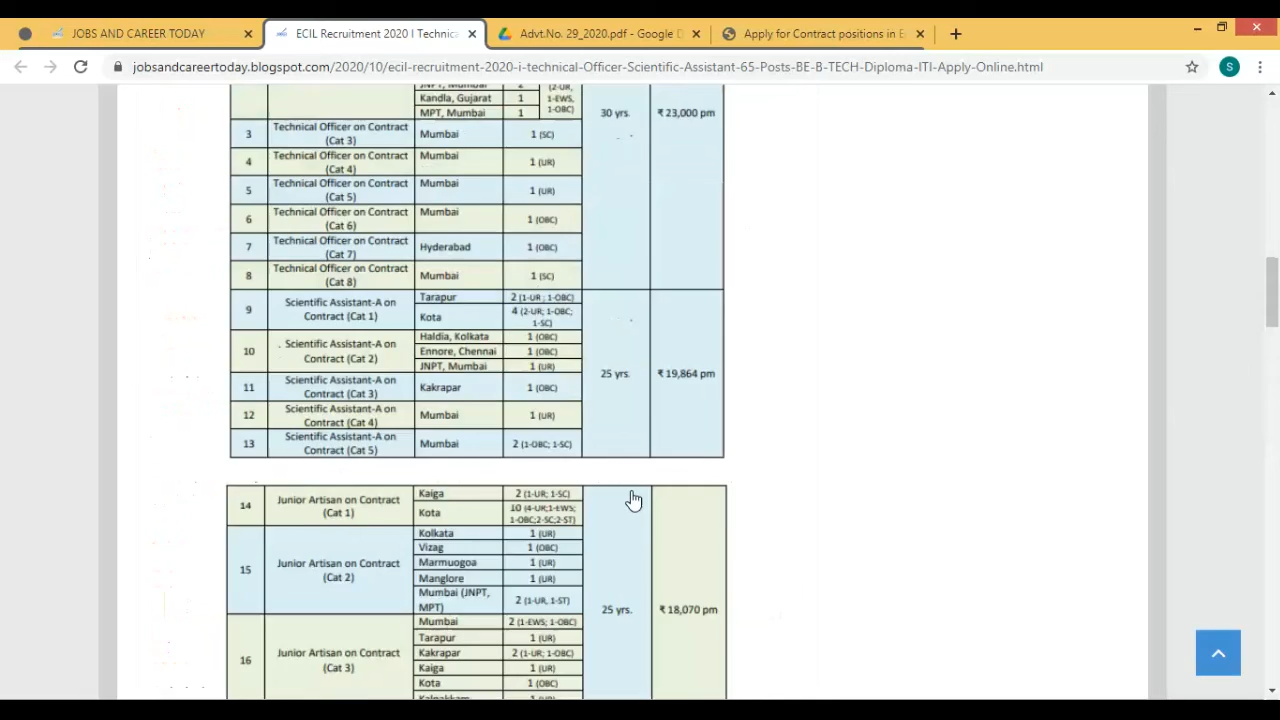 JOBS AND CAREER TODAY
ECIL Recruitment 2020 I Technica
Advt.No. 29_2020.pdf - Google D
Apply for Contract positions in E
jobsandcareertoday.blogspot.com/2020/10/ecil-recruitment-2020-i-technical-Officer-Scientific-Assistant-65-Posts-BE-B-TECH-Diploma-ITI-Apply-Online.html
S
JNPT, Mumbai 2 (2-UR,
Kandla, Gujarat 1 1-EWS,
MPT, Mumbai 1 1-OBC)
30 yrs. ₹ 23,000 pm
3 Technical Officer on Contract (Cat 3) Mumbai 1 (SC)
4 Technical Officer on Contract (Cat 4) Mumbai 1 (UR)
5 Technical Officer on Contract (Cat 5) Mumbai 1 (UR)
6 Technical Officer on Contract (Cat 6) Mumbai 1 (OBC)
7 Technical Officer on Contract (Cat 7) Hyderabad 1 (OBC)
8 Technical Officer on Contract (Cat 8) Mumbai 1 (SC)
9 Scientific Assistant-A on Contract (Cat 1) Tarapur 2 (1-UR ; 1-OBC)
Kota 4 (2-UR; 1-OBC; 1-SC)
10 Scientific Assistant-A on Contract (Cat 2) Haldia, Kolkata 1 (OBC)
Ennore, Chennai 1 (OBC)
JNPT, Mumbai 1 (UR)
25 yrs. ₹ 19,864 pm
11 Scientific Assistant-A on Contract (Cat 3) Kakrapar 1 (OBC)
12 Scientific Assistant-A on Contract (Cat 4) Mumbai 1 (UR)
13 Scientific Assistant-A on Contract (Cat 5) Mumbai 2 (1-OBC; 1-SC)
14 Junior Artisan on Contract (Cat 1) Kaiga 2 (1-UR; 1-SC)
Kota 10 (4-UR;1-EWS; 1-OBC;2-SC;2-ST)
15 Junior Artisan on Contract (Cat 2) Kolkata 1 (UR)
Vizag 1 (OBC)
Marmuogoa 1 (UR)
Manglore 1 (UR)
Mumbai (JNPT, MPT) 2 (1-UR, 1-ST)
25 yrs. ₹ 18,070 pm
16 Junior Artisan on Contract (Cat 3) Mumbai 2 (1-EWS; 1-OBC)
Tarapur 1 (UR)
Kakrapar 2 (1-UR; 1-OBC)
Kaiga 1 (UR)
Kota 1 (OBC)